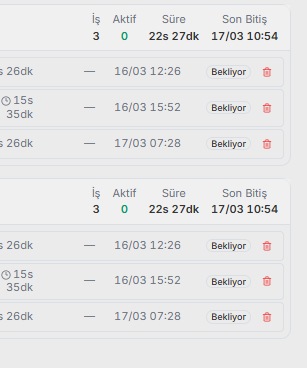 İş Aktif Süre Son Bitiş
3 0 22s 27dk 17/03 10:54
s 26dk — 16/03 12:26 Bekliyor
15s
35dk — 16/03 15:52 Bekliyor
s 26dk — 17/03 07:28 Bekliyor
İş Aktif Süre Son Bitiş
3 0 22s 27dk 17/03 10:54
s 26dk — 16/03 12:26 Bekliyor
15s
35dk — 16/03 15:52 Bekliyor
s 26dk — 17/03 07:28 Bekliyor